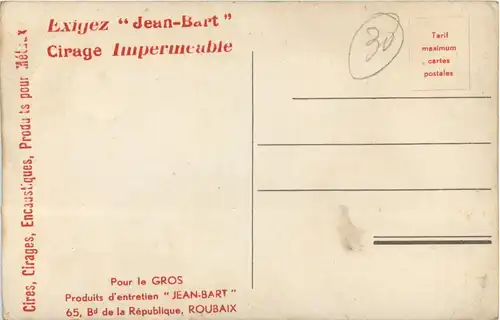 Exigez "Jean-Bart"
Cirage Imperméable
Cires, Cirages, Encaustiques, Produits pour Métaux
30
Tarif
maximum
cartes
postales
Pour le GROS
Produits d'entretien "JEAN-BART"
65, Bd de la République, ROUBAIX